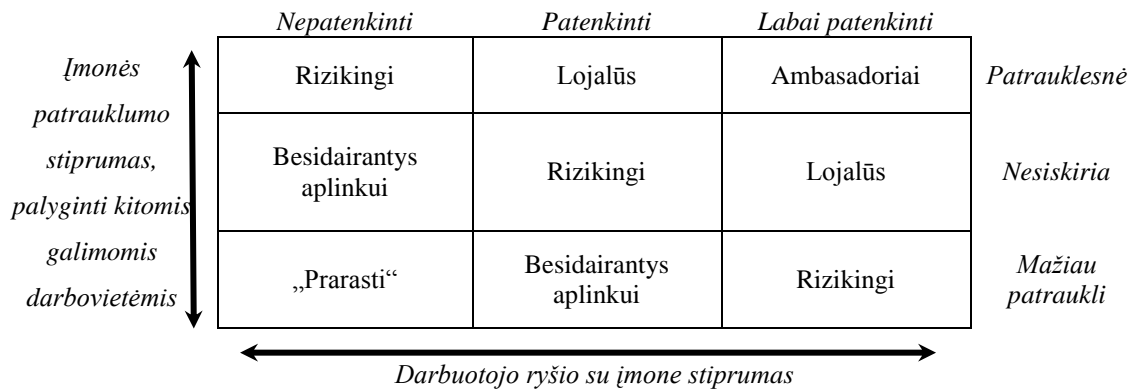 Nepatenkinti Patenkinti Labai patenkinti
Įmonės
patrauklumo
stiprumas,
palyginti kitomis
galimomis
darbovietėmis
Rizikingi Lojalūs Ambasadoriai Patrauklesnė
Besidairantys
aplinkui
Rizikingi Lojalūs Nesiskiria
„Prarasti“
Besidairantys
aplinkui
Rizikingi
Mažiau
patraukli
Darbuotojo ryšio su įmone stiprumas